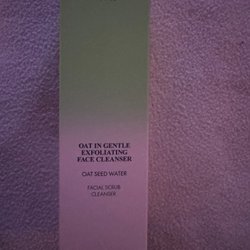 OAT IN GENTLE
EXFOLIATING
FACE CLEANSER
OAT SEED WATER
FACIAL SCRUB
CLEANSER